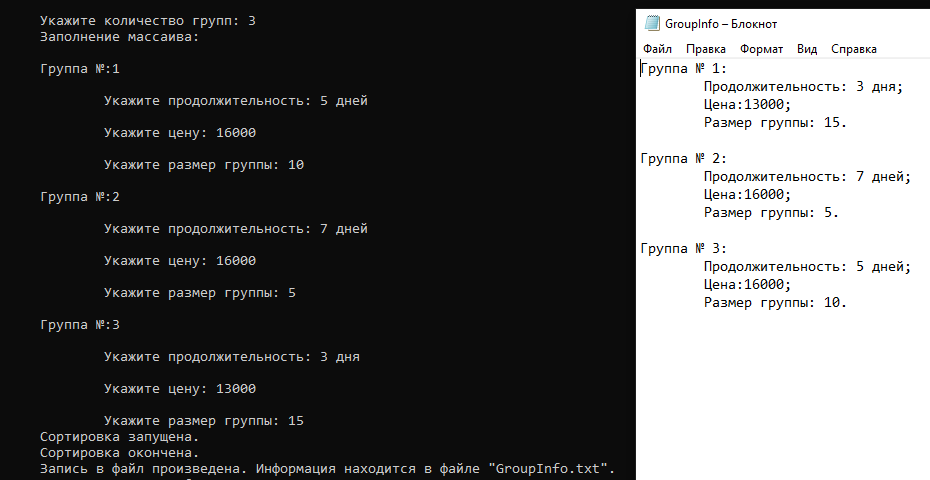 Укажите количество групп: 3
Заполнение массаива:
Группа №:1
Укажите продолжительность: 5 дней
Укажите цену: 16000
Укажите размер группы: 10
Группа №:2
Укажите продолжительность: 7 дней
Укажите цену: 16000
Укажите размер группы: 5
Группа №:3
Укажите продолжительность: 3 дня
Укажите цену: 13000
Укажите размер группы: 15
Сортировка запущена.
Сортировка окончена.
Запись в файл произведена. Информация находится в файле "GroupInfo.txt".
GroupInfo – Блокнот
Файл Правка Формат Вид Справка
Группа № 1:
Продолжительность: 3 дня;
Цена:13000;
Размер группы: 15.
Группа № 2:
Продолжительность: 7 дней;
Цена:16000;
Размер группы: 5.
Группа № 3:
Продолжительность: 5 дней;
Цена:16000;
Размер группы: 10.